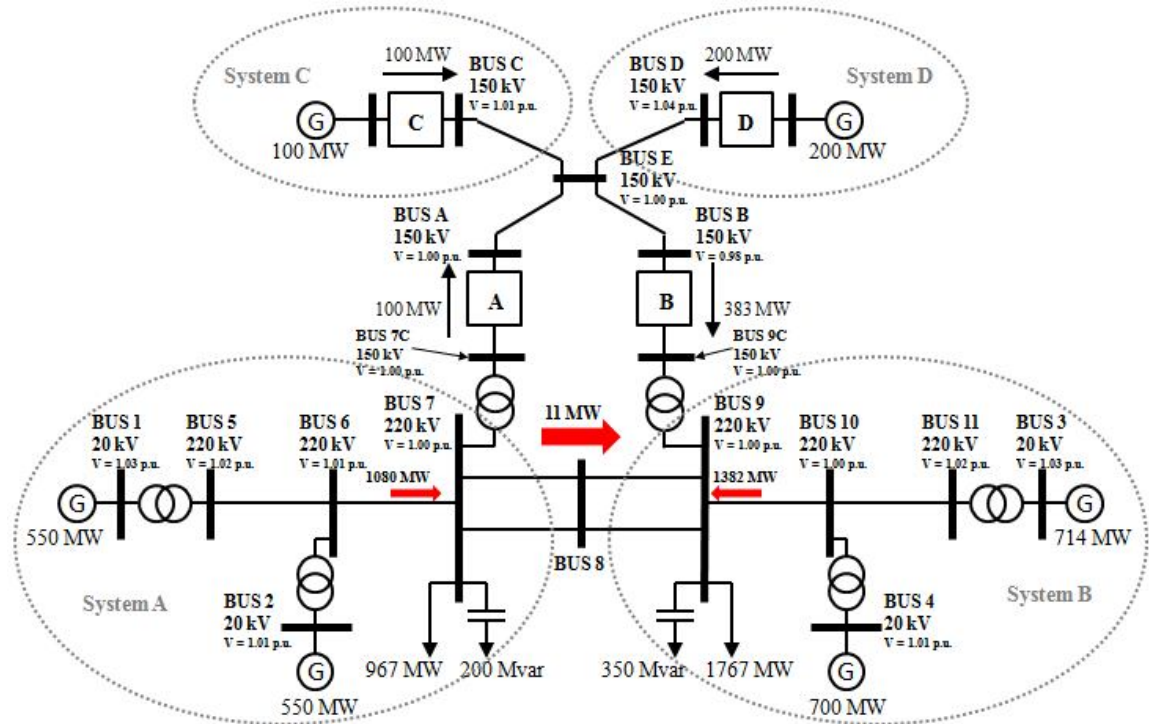 100 MW
System C
BUS C
150 kV
V = 1.01 p.u.
G
C
100 MW
BUS D
150 kV
V = 1.04 p.u.
200 MW
System D
D
G
200 MW
BUS E
150 kV
V = 1.00 p.u.
BUS A
150 kV
V = 1.00 p.u.
BUS B
150 kV
V = 0.98 p.u.
A
100 MW
B
383 MW
BUS 7C
150 kV
V = 1.00 p.u.
BUS 9C
150 kV
V = 1.00 p.u.
BUS 1
20 kV
V = 1.03 p.u.
BUS 5
220 kV
V = 1.02 p.u.
BUS 6
220 kV
V = 1.01 p.u.
BUS 7
220 kV
V = 1.00 p.u.
11 MW
BUS 9
220 kV
V = 1.00 p.u.
BUS 10
220 kV
V = 1.00 p.u.
BUS 11
220 kV
V = 1.02 p.u.
BUS 3
20 kV
V = 1.03 p.u.
1080 MW
1382 MW
G
550 MW
G
714 MW
BUS 8
System A
BUS 2
20 kV
V = 1.01 p.u.
G
550 MW
967 MW
200 Mvar
350 Mvar
1767 MW
BUS 4
20 kV
V = 1.01 p.u.
G
700 MW
System B